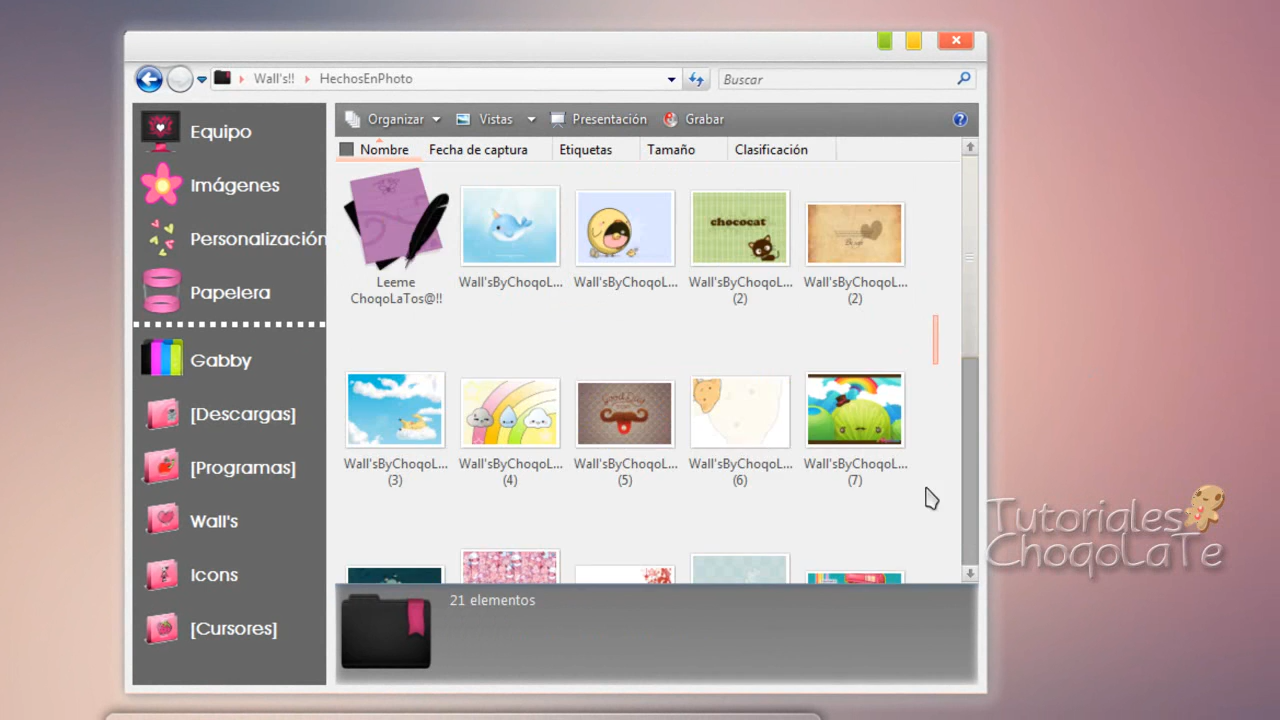 Wall's!! HechosEnPhoto
Buscar
Equipo
Imágenes
Personalización
Papelera
Gabby
[Descargas]
[Programas]
Wall's
Icons
[Cursores]
Organizar Vistas Presentación Grabar
Nombre Fecha de captura Etiquetas Tamaño Clasificación
chococat
Leeme
ChoqoLaTos@!!
Wall'sByChoqoL...
Wall'sByChoqoL...
Wall'sByChoqoL...
(2)
Wall'sByChoqoL...
(2)
Wall'sByChoqoL...
(3)
Wall'sByChoqoL...
(4)
Wall'sByChoqoL...
(5)
Wall'sByChoqoL...
(6)
Wall'sByChoqoL...
(7)
21 elementos
Tutoriales
ChoqoLaTe